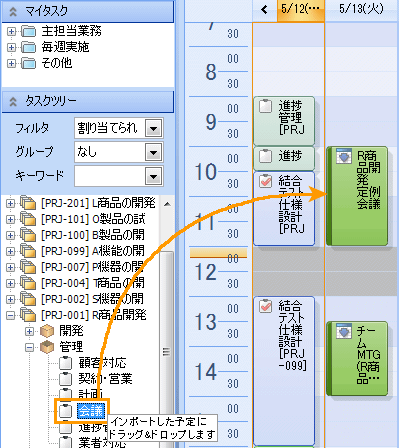 マイタスク
主担当業務
毎週実施
その他
タスクツリー
フィルタ 割り当てられ
グループ なし
キーワード
[PRJ-201] L商品の開発
[PRJ-101] O製品の試
[PRJ-100] B製品の開
[PRJ-099] A機能の開
[PRJ-007] P機器の開
[PRJ-004] T商品の開
[PRJ-002] S機器の開
[PRJ-001] R商品開発
開発
管理
顧客対応
契約・営業
計画
会議
業者対応
インポートした予定に
ドラッグ&ドロップします
5/12(… 5/13(火)
30
8 00
30
9 00
30
10 00
30
11 00
30
12 00
30
13 00
30
14 00
30
進捗
管理
[PRJ
進捗
結合
テスト
仕様
設計
[PRJ
結合
テスト
仕様
設計
[PRJ
-099]
R商
品開
発
定例
会議
チー
ム
MTG
(R商
品…